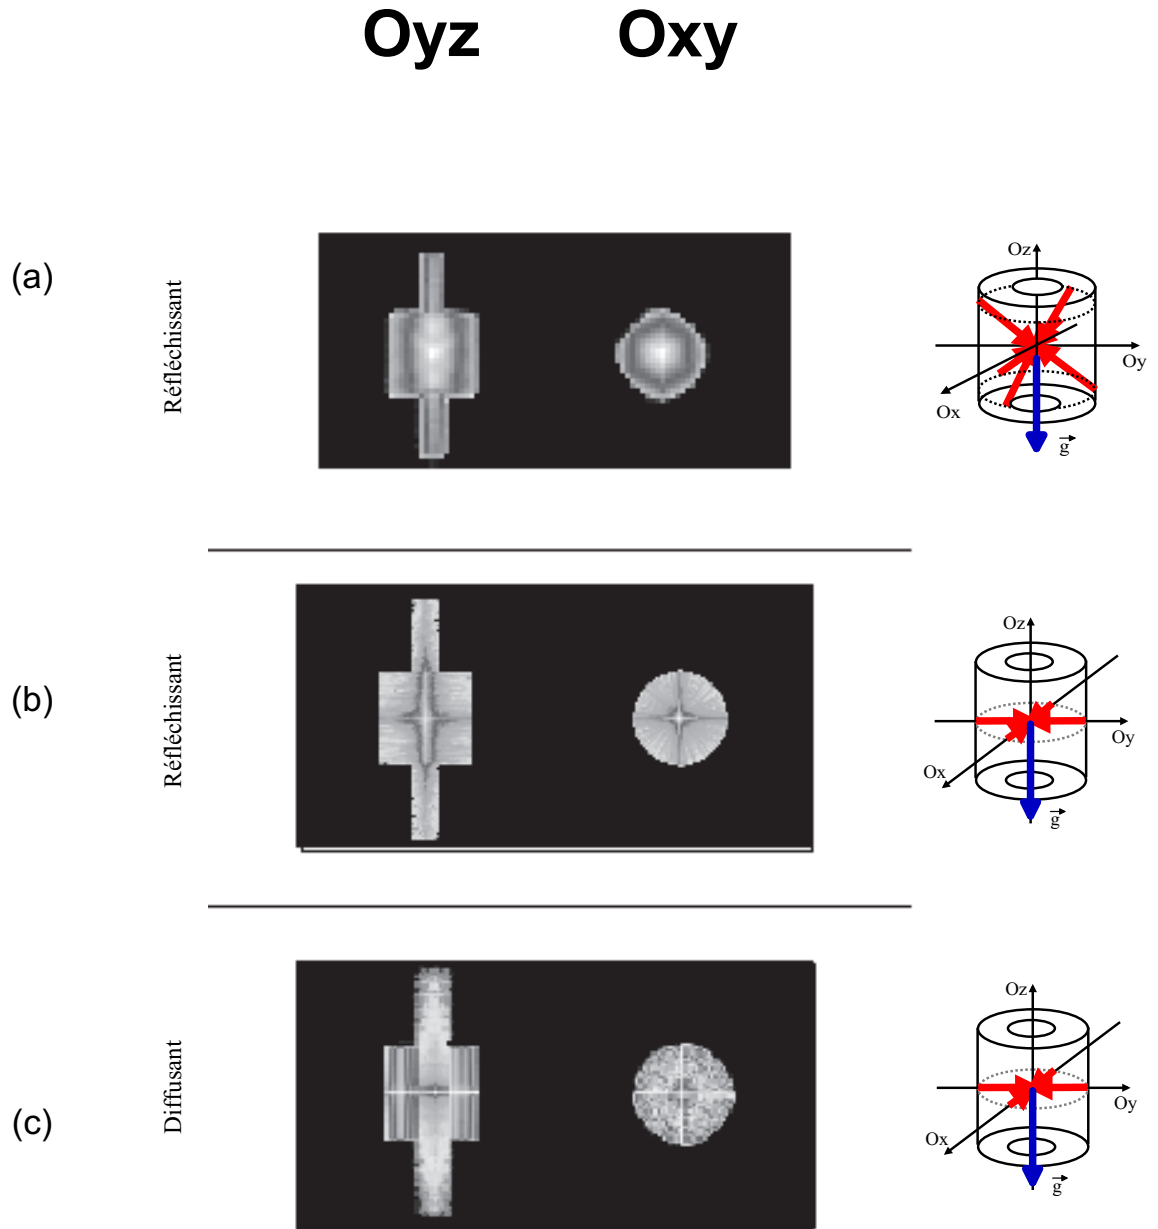 Oyz Oxy
(a)
Réfléchissant
Oz
Oy
Ox
g
(b)
Réfléchissant
Oz
Oy
Ox
g
(c)
Diffusant
Oz
Oy
Ox
g